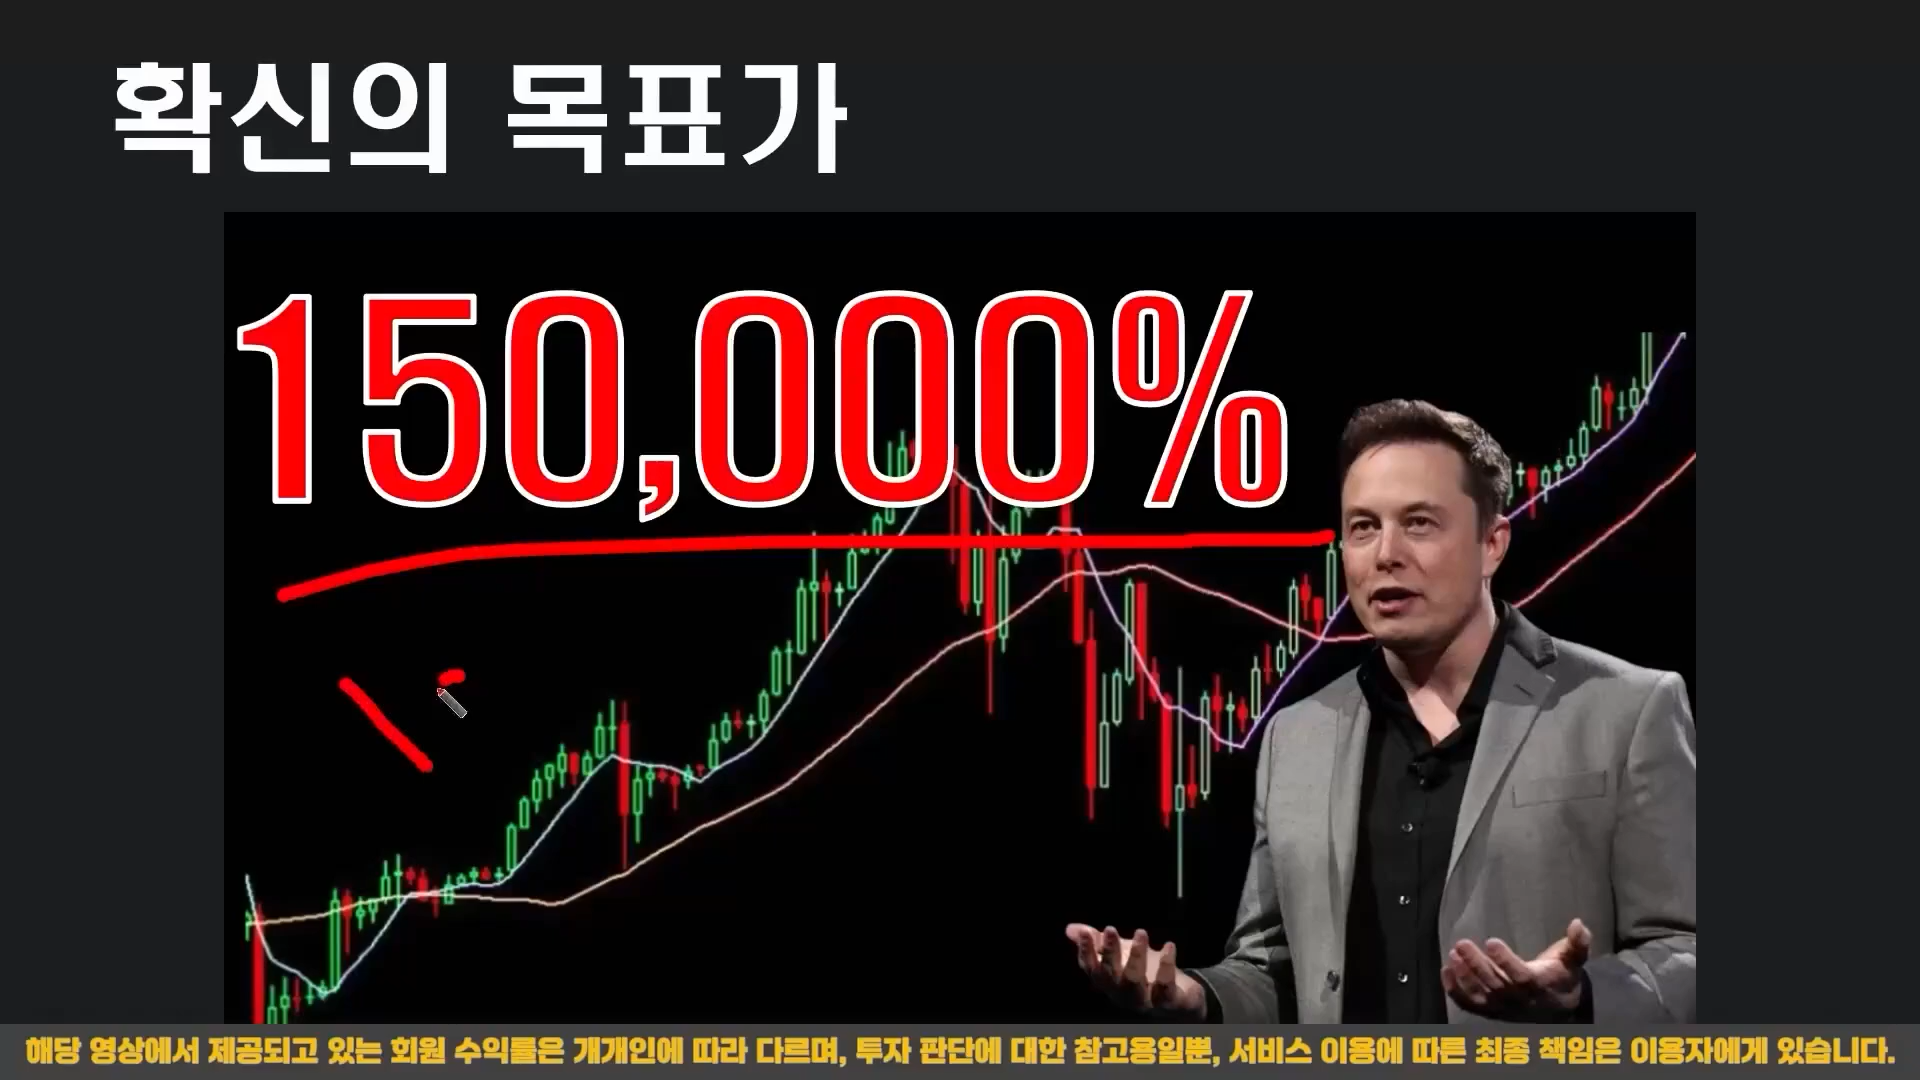 확신의 목표가
150,000%
해당 영상에서 제공되고 있는 회원 수익률은 개개인에 따라 다르며, 투자 판단에 대한 참고용일뿐, 서비스 이용에 따른 최종 책임은 이용자에게 있습니다.